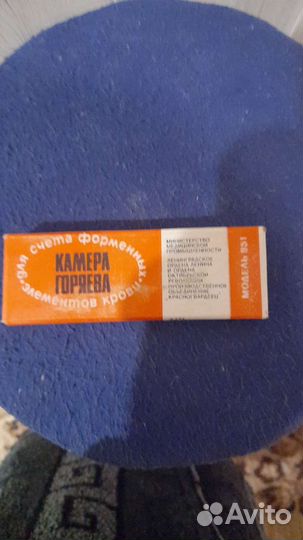 для счета форменных
элементов крови
КАМЕРА
ГОРЯЕВА
МИНИСТЕРСТВО
МЕДИЦИНСКОЙ
ПРОМЫШЛЕННОСТИ
ЛЕНИНГРАДСКОЕ
ОРДЕНА ЛЕНИНА
И ОРДЕНА
ОКТЯБРЬСКОЙ
РЕВОЛЮЦИИ
ПРОИЗВОДСТВЕННОЕ
ОБЪЕДИНЕНИЕ
„КРАСНОГВАРДЕЕЦ"
МОДЕЛЬ 951
Avito